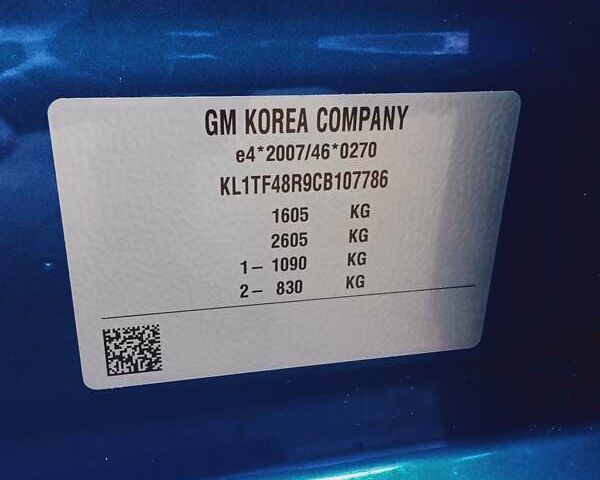 GM KOREA COMPANY
e4*2007/46*0270
KL1TF48R9CB107786
1605 KG
2605 KG
1– 1090 KG
2– 830 KG